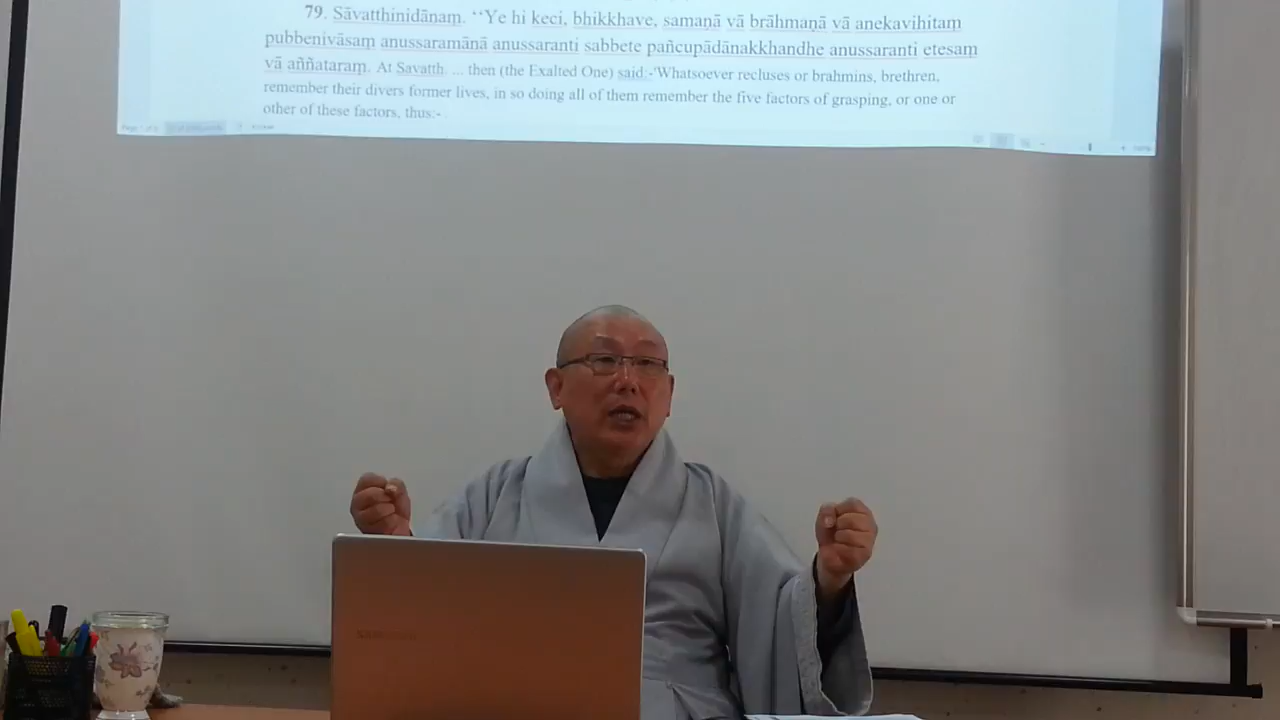 79. Sāvatthinidānaṃ. “Ye hi keci, bhikkhave, samaṇā vā brāhmaṇā vā anekavihitaṃ
pubbenivāsaṃ anussaramānā anussaranti sabbete pañcupādānakkhandhe anussaranti etesaṃ
vā aññataraṃ. At Savatth. ... then (the Exalted One) said:-'Whatsoever recluses or brahmins, brethren,
remember their divers former lives, in so doing all of them remember the five factors of grasping, or one or
other of these factors, thus:-